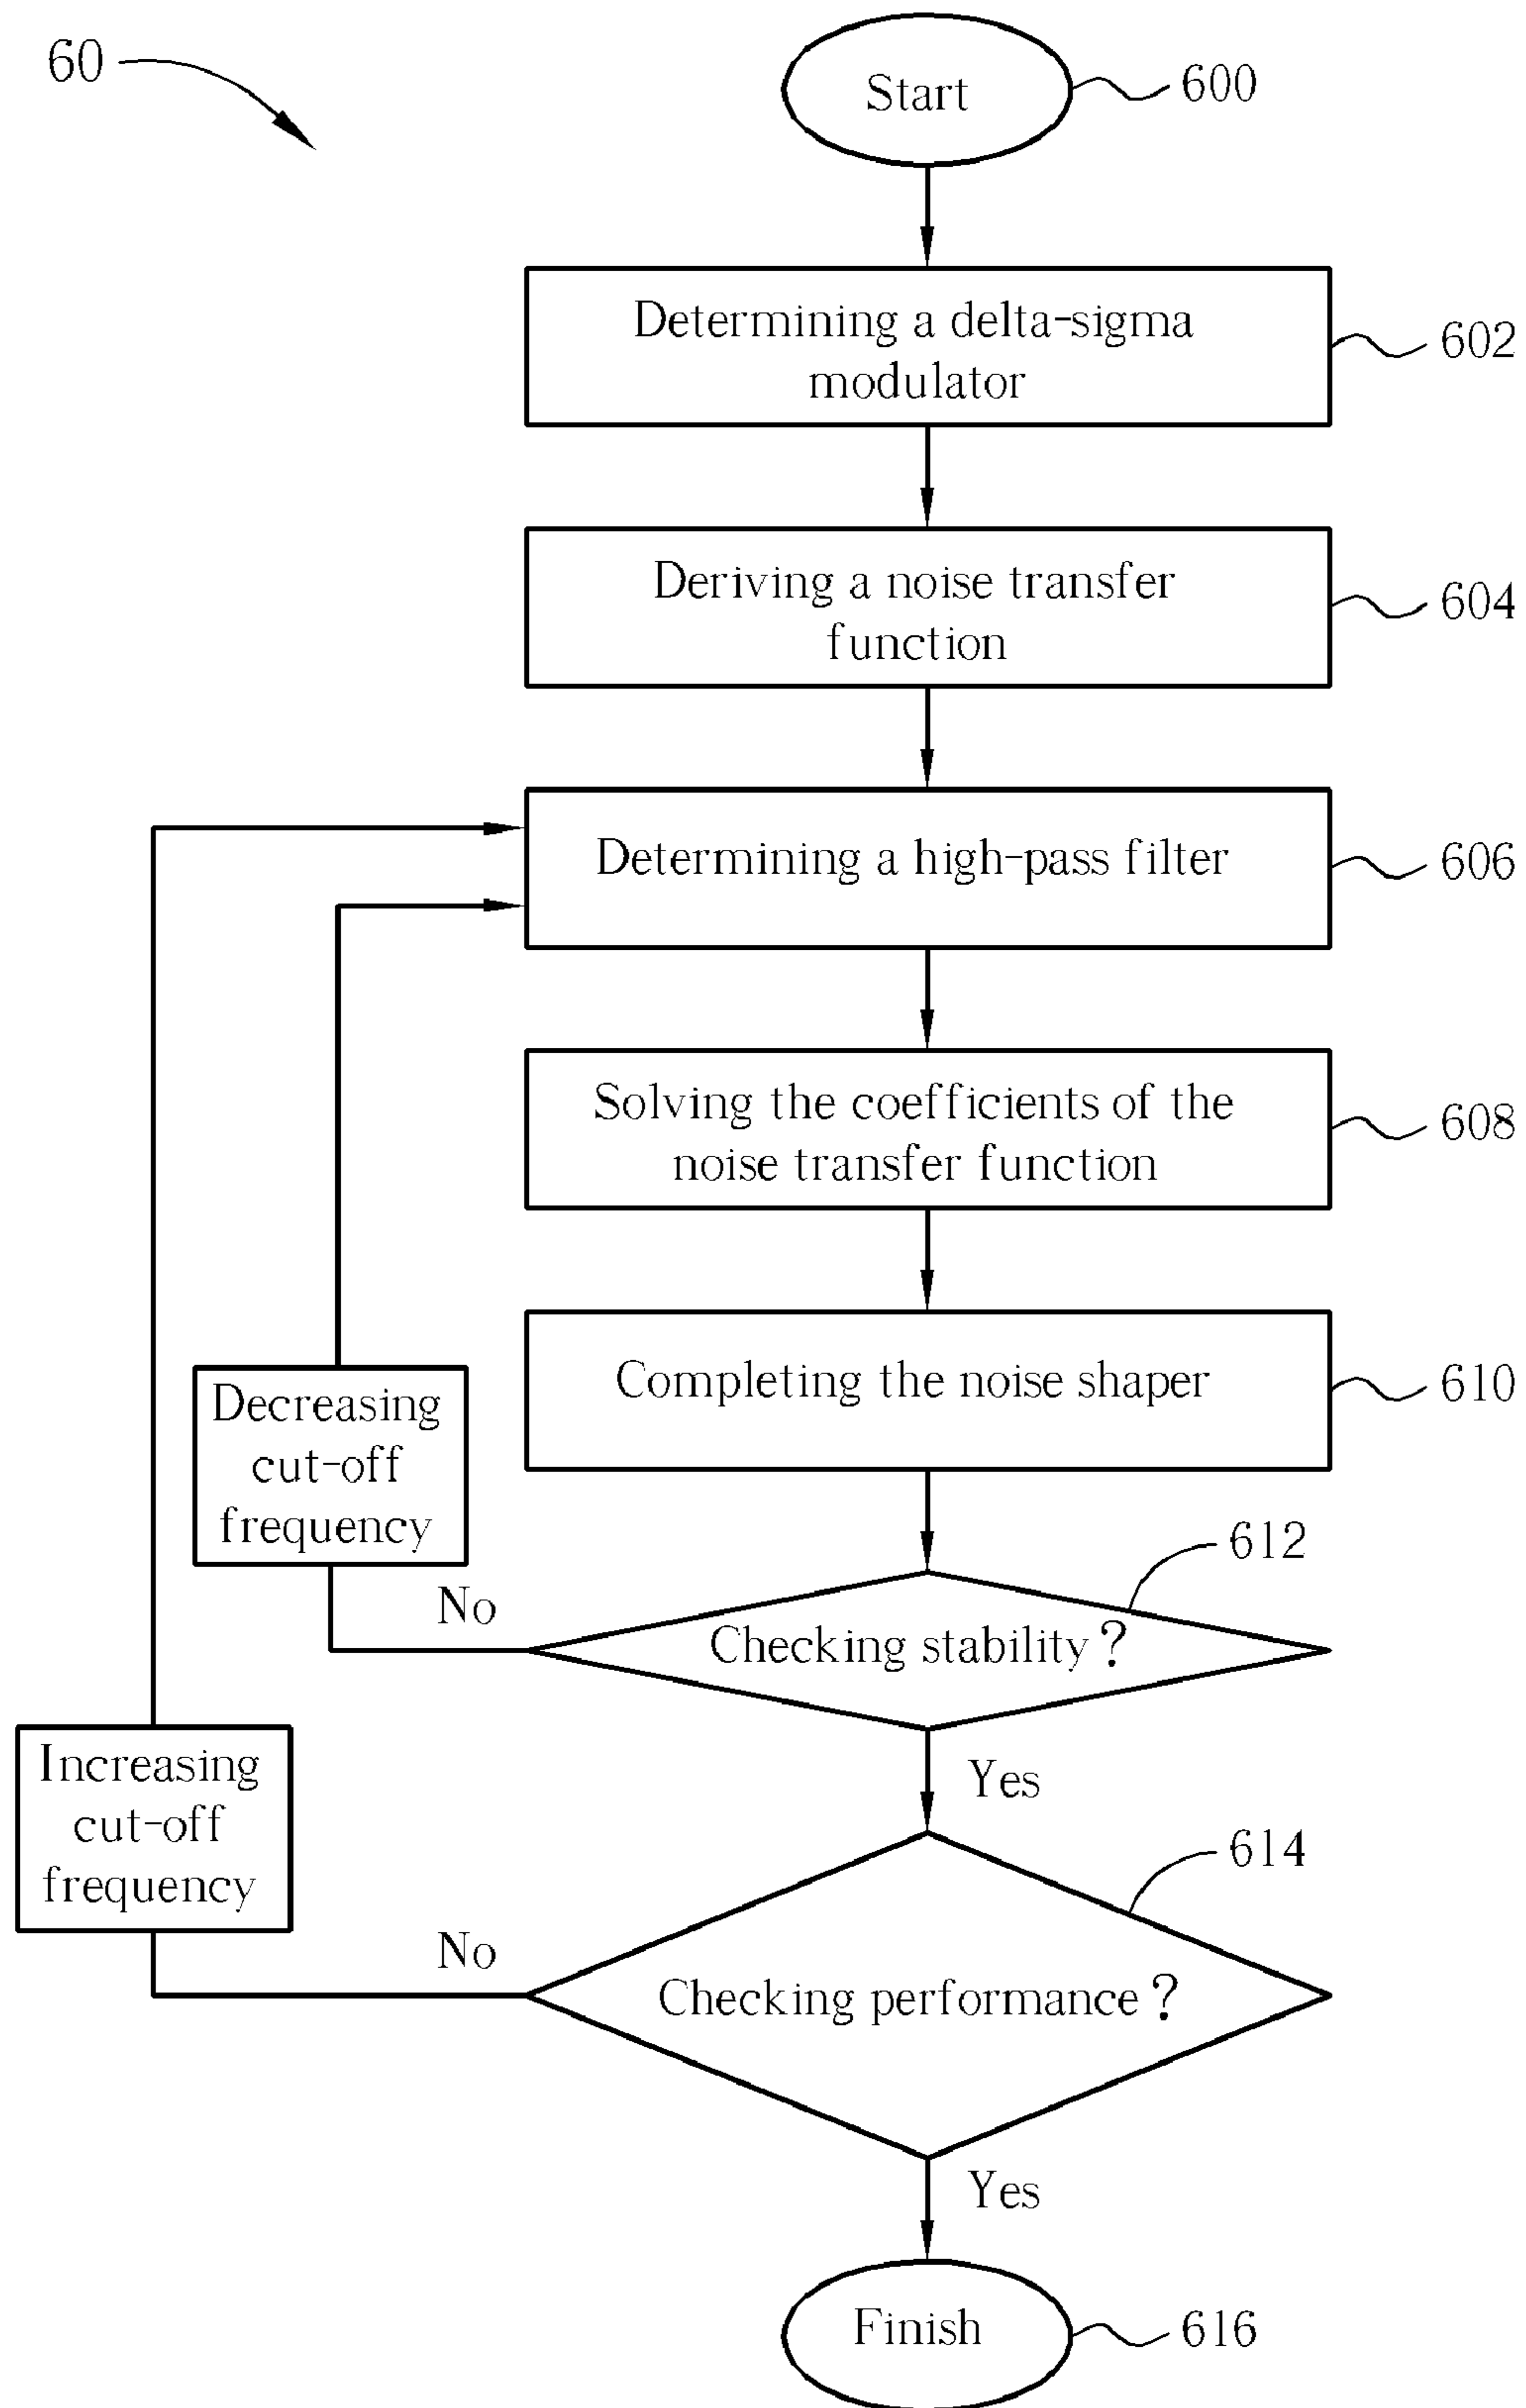 60
Start
600
Determining a delta-sigma
modulator
602
Deriving a noise transfer
function
604
Determining a high-pass filter
606
Solving the coefficients of the
noise transfer function
608
Completing the noise shaper
610
Decreasing
cut-off
frequency
612
No
Checking stability?
Yes
Increasing
cut-off
frequency
614
No
Checking performance?
Yes
Finish
616